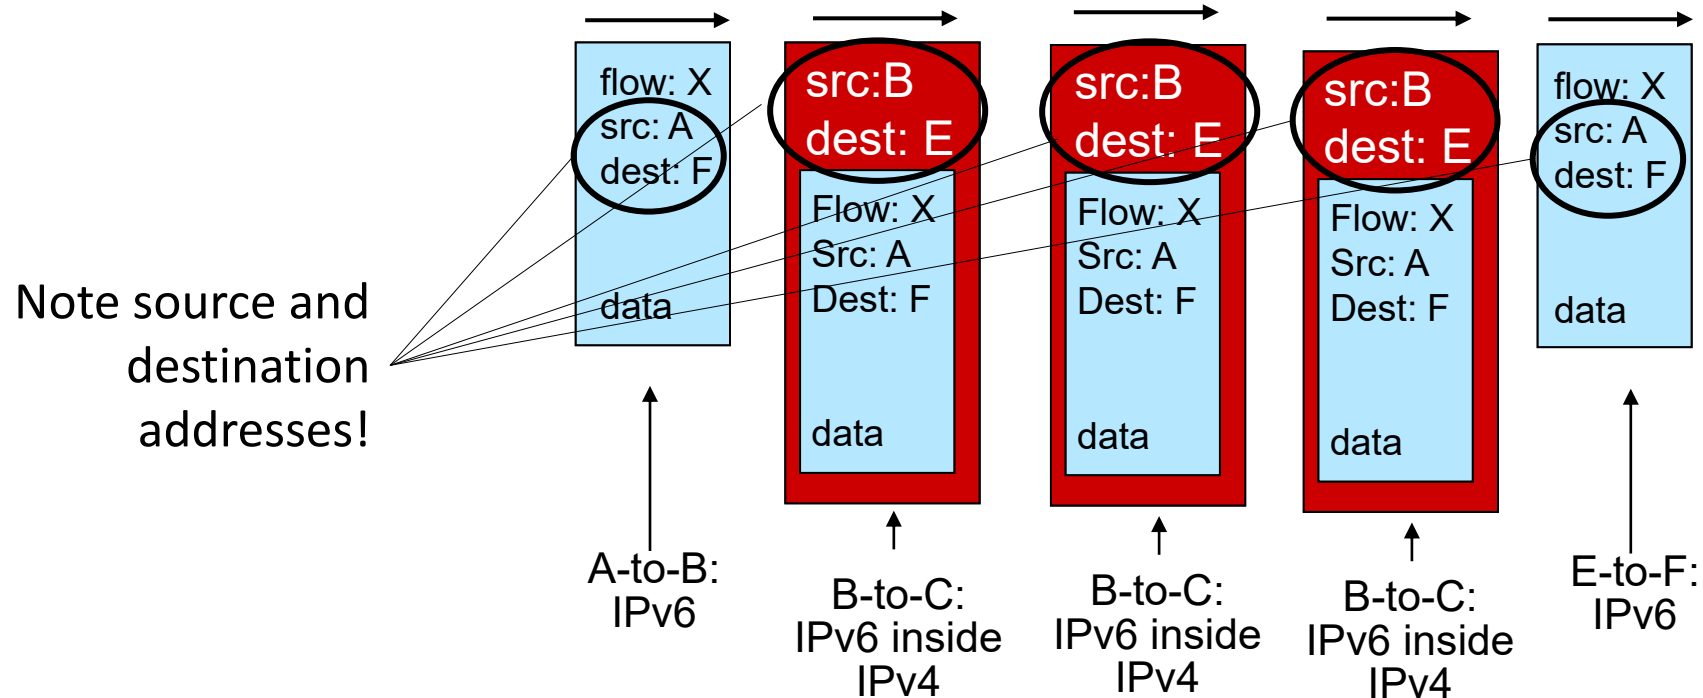 flow: X
src: A
dest: F
data
src:B
dest: E
Flow: X
Src: A
Dest: F
data
src:B
dest: E
Flow: X
Src: A
Dest: F
data
src:B
dest: E
Flow: X
Src: A
Dest: F
data
flow: X
src: A
dest: F
data
Note source and
destination
addresses!
A-to-B:
IPv6
B-to-C:
IPv6 inside
IPv4
B-to-C:
IPv6 inside
IPv4
B-to-C:
IPv6 inside
IPv4
E-to-F:
IPv6